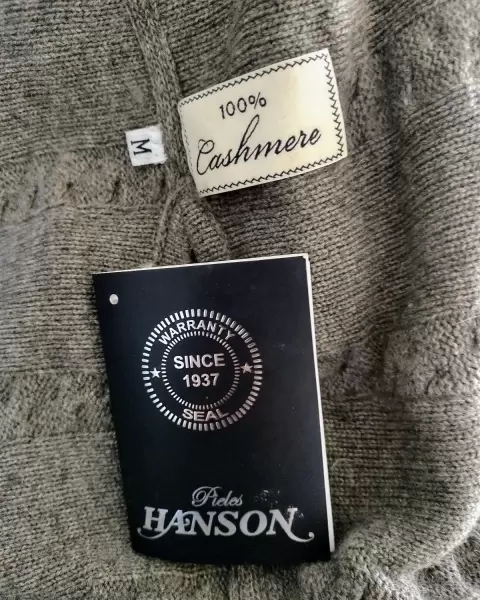 100%
Cashmere
M
WARRANTY
SINCE
1937
SEAL
Pieles
HANSON